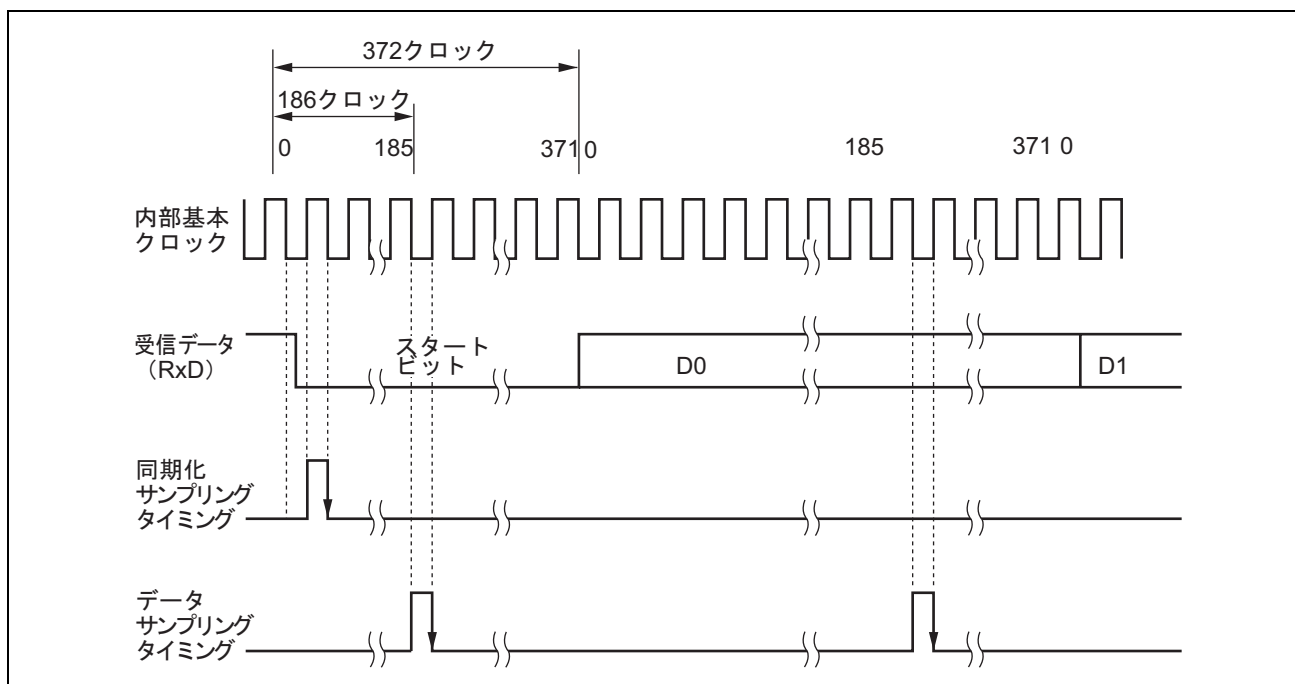 372クロック
186クロック
0 185 371 0 185 371 0
内部基本
クロック
受信データ
（RxD）
スタート
ビット
D0
D1
同期化
サンプリング
タイミング
データ
サンプリング
タイミング